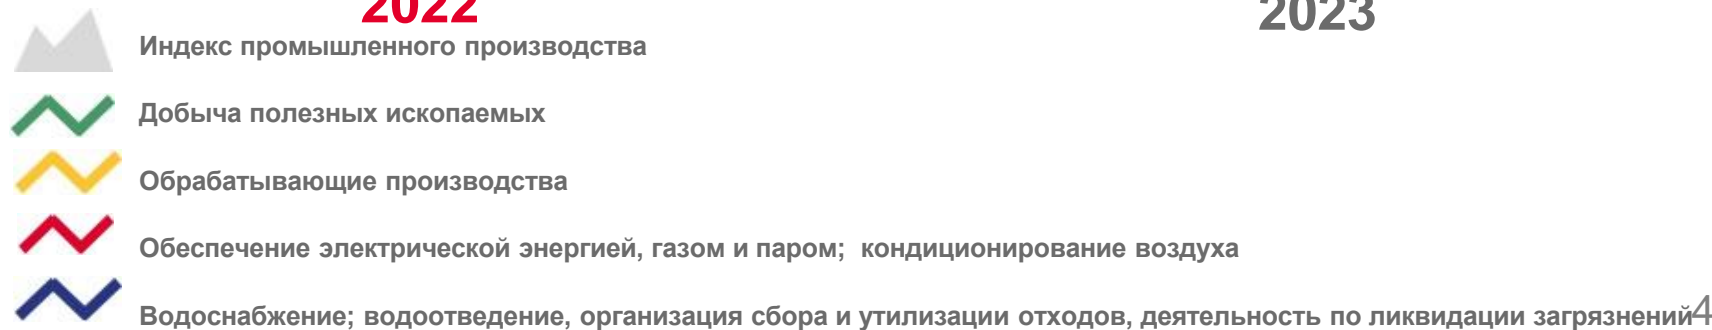 2022 2023
Индекс промышленного производства
Добыча полезных ископаемых
Обрабатывающие производства
Обеспечение электрической энергией, газом и паром; кондиционирование воздуха
Водоснабжение; водоотведение, организация сбора и утилизации отходов, деятельность по ликвидации загрязнений 4